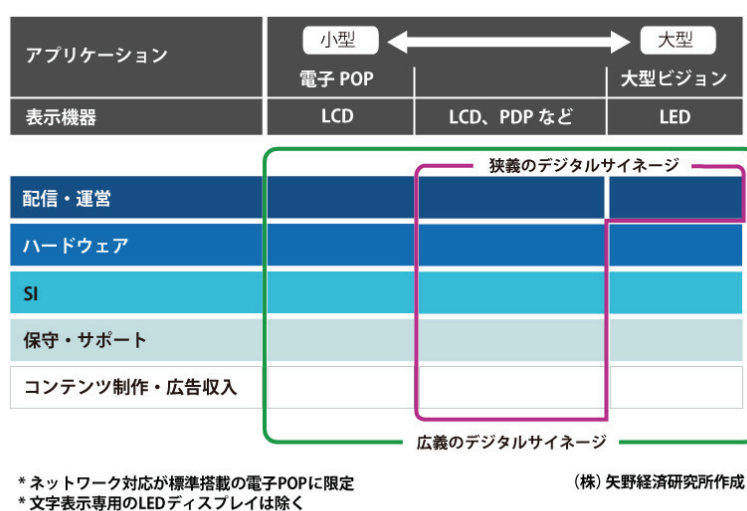 アプリケーション
小型
大型
電子 POP
大型ビジョン
表示機器
LCD
LCD、PDP など
LED
狭義のデジタルサイネージ
配信・運営
ハードウェア
SI
保守・サポート
コンテンツ制作・広告収入
広義のデジタルサイネージ
* ネットワーク対応が標準搭載の電子POPに限定
(株) 矢野経済研究所作成
* 文字表示専用のLEDディスプレイは除く